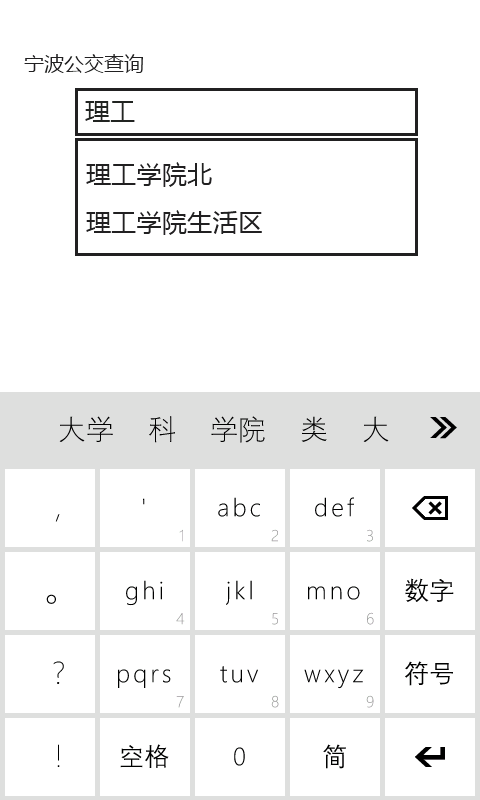 宁波公交查询
理工
理工学院北
理工学院生活区
大学 科 学院 类 大
, ' 1 abc 2 def 3
。 ghi 4 jkl 5 mno 6 数字
? pqrs 7 tuv 8 wxyz 9 符号
! 空格 0 简